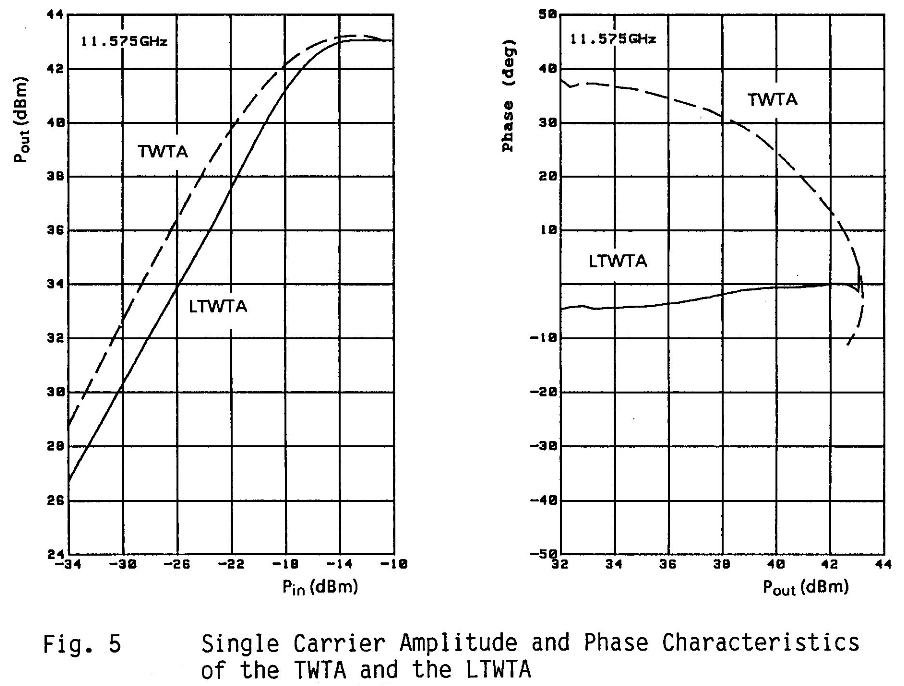 44
42
40
38
36
34
32
30
28
26
24
Pout (dBm)
11.575GHz
TWTA
LTWTA
-34 -30 -26 -22 -18 -14 -10
Pin (dBm)
50
40
30
20
10
-10
-20
-30
-40
-50
Phase (deg)
11.575GHz
TWTA
LTWTA
32 34 36 38 40 42 44
Pout (dBm)
Fig. 5 Single Carrier Amplitude and Phase Characteristics
of the TWTA and the LTWTA